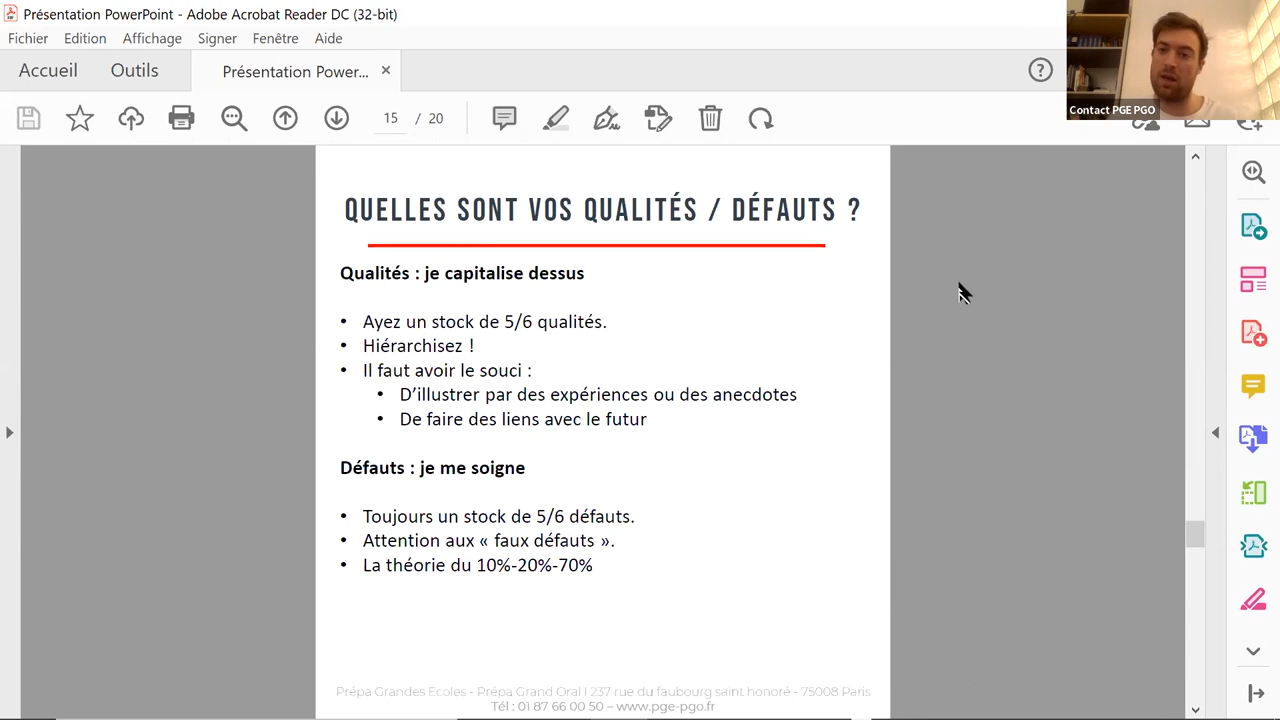 Présentation PowerPoint - Adobe Acrobat Reader DC (32-bit)
Fichier Edition Affichage Signer Fenêtre Aide
Accueil Outils Présentation Power... ×
15 / 20
Contact PGE PGO
QUELLES SONT VOS QUALITÉS / DÉFAUTS ?
Qualités : je capitalise dessus
• Ayez un stock de 5/6 qualités.
• Hiérarchisez !
• Il faut avoir le souci :
• D’illustrer par des expériences ou des anecdotes
• De faire des liens avec le futur
Défauts : je me soigne
• Toujours un stock de 5/6 défauts.
• Attention aux « faux défauts ».
• La théorie du 10%-20%-70%
Prépa Grandes Ecoles - Prépa Grand Oral I 237 rue du faubourg saint honoré - 75008 Paris
Tél : 01 87 66 00 50 – www.pge-pgo.fr